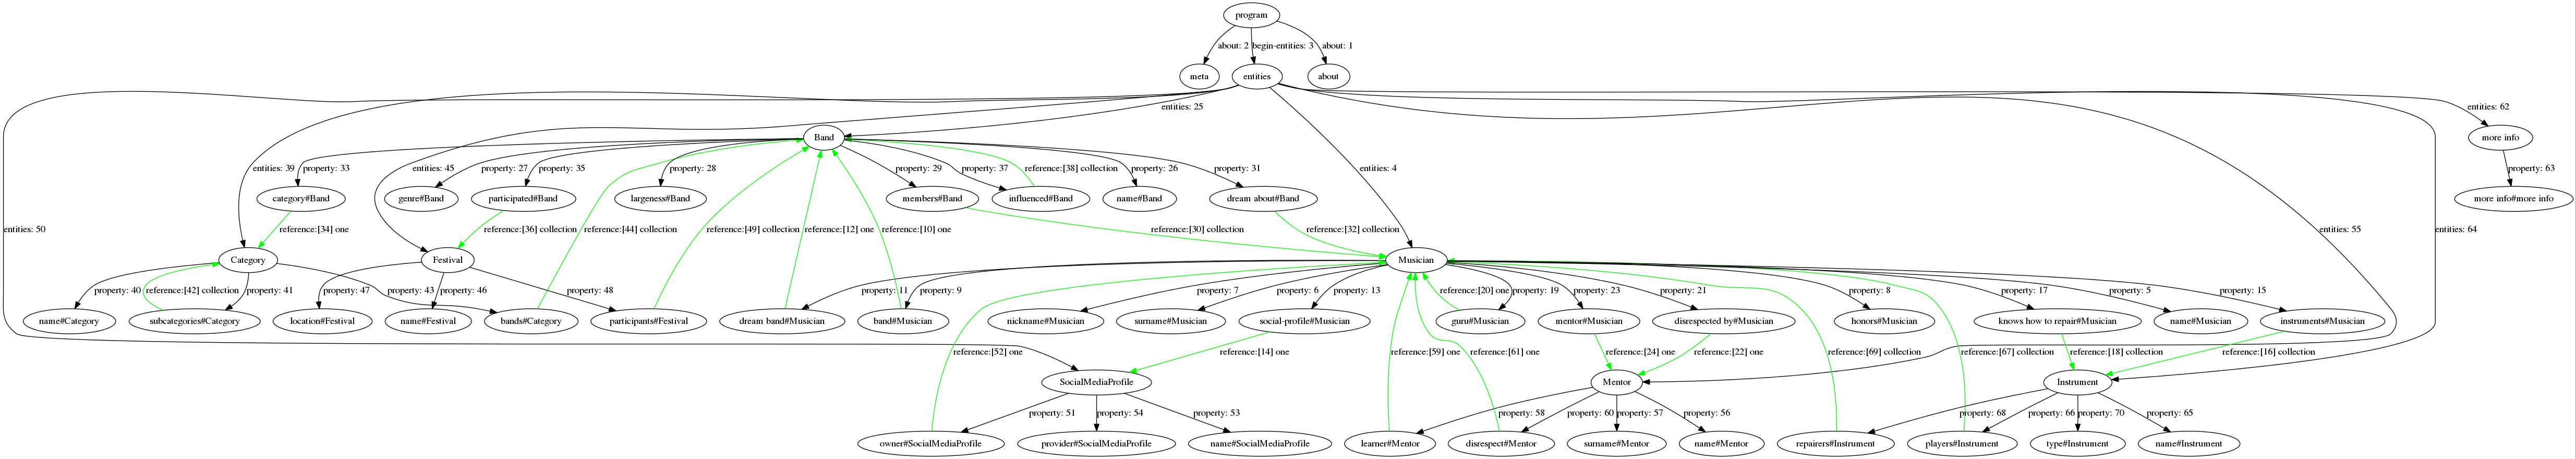 program
about: 2
begin-entities: 3
about: 1
meta
entities
about
entities: 25
entities: 62
Band
more info
entities: 39
property: 33
property: 27
entities: 45
property: 35
property: 28
property: 29
property: 37
reference:[38] collection
property: 26
property: 31
entities: 4
property: 63
category#Band
genre#Band
participated#Band
largeness#Band
members#Band
influenced#Band
name#Band
dream about#Band
more info#more info
entities: 50
reference:[34] one
reference:[36] collection
reference:[44] collection
reference:[49] collection
reference:[12] one
reference:[10] one
reference:[30] collection
reference:[32] collection
entities: 55
entities: 64
Category
Festival
Musician
property: 40
reference:[42] collection
property: 41
property: 47
property: 43
property: 46
property: 48
property: 11
property: 9
property: 7
property: 6
property: 13
reference:[20] one
property: 19
property: 23
property: 21
property: 8
property: 17
property: 5
property: 15
name#Category
subcategories#Category
location#Festival
name#Festival
bands#Category
participants#Festival
dream band#Musician
band#Musician
nickname#Musician
surname#Musician
social-profile#Musician
guru#Musician
mentor#Musician
disrespected by#Musician
honors#Musician
knows how to repair#Musician
name#Musician
instruments#Musician
reference:[52] one
reference:[14] one
reference:[59] one
reference:[61] one
reference:[24] one
reference:[22] one
reference:[69] collection
reference:[67] collection
reference:[18] collection
reference:[16] collection
SocialMediaProfile
Mentor
Instrument
property: 51
property: 54
property: 53
property: 58
property: 60
property: 57
property: 56
property: 68
property: 66
property: 70
property: 65
owner#SocialMediaProfile
provider#SocialMediaProfile
name#SocialMediaProfile
learner#Mentor
disrespect#Mentor
surname#Mentor
name#Mentor
repairers#Instrument
players#Instrument
type#Instrument
name#Instrument